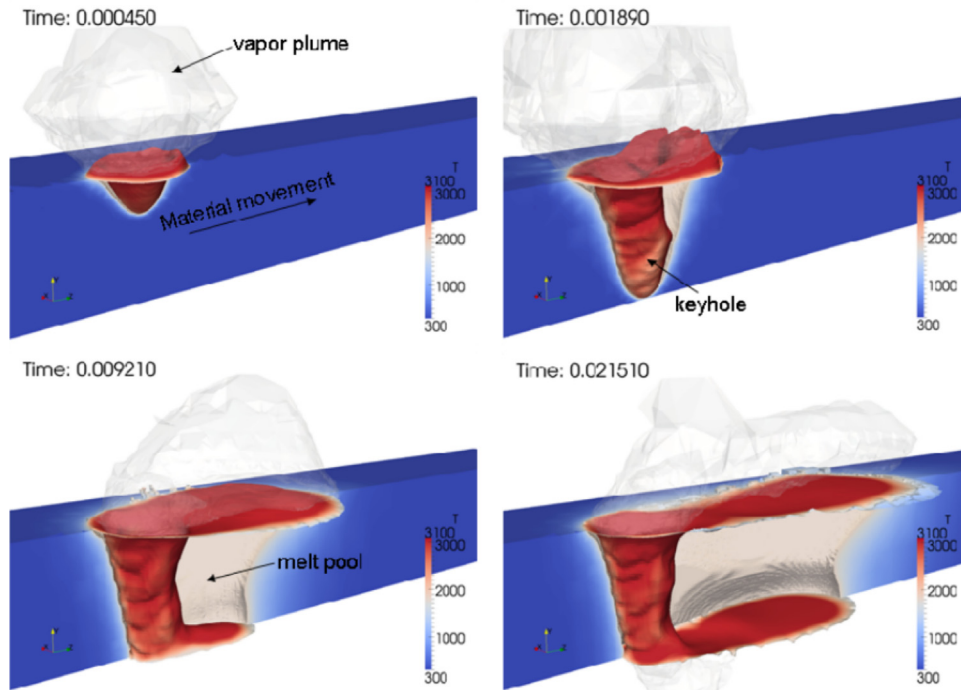 Time: 0.000450
vapor plume
Material movement
T
3100
3000
2000
1000
300
Time: 0.001890
keyhole
T
3100
3000
2000
1000
300
Time: 0.009210
melt pool
T
3100
3000
2000
1000
300
Time: 0.021510
T
3100
3000
2000
1000
300